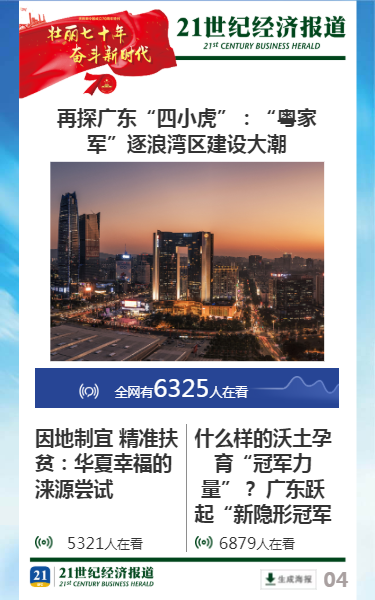 壮丽七十年
奋斗新时代
70
21世纪经济报道
21st CENTURY BUSINESS HERALD
再探广东“四小虎”：“粤家
军”逐浪湾区建设大潮
全网有6325人在看
因地制宜 精准扶
贫：华夏幸福的
涞源尝试
5321人在看
什么样的沃土孕
育“冠军力
量”？广东跃
起“新隐形冠军
6879人在看
21
21世纪经济报道
21st CENTURY BUSINESS HERALD
生成海报
04